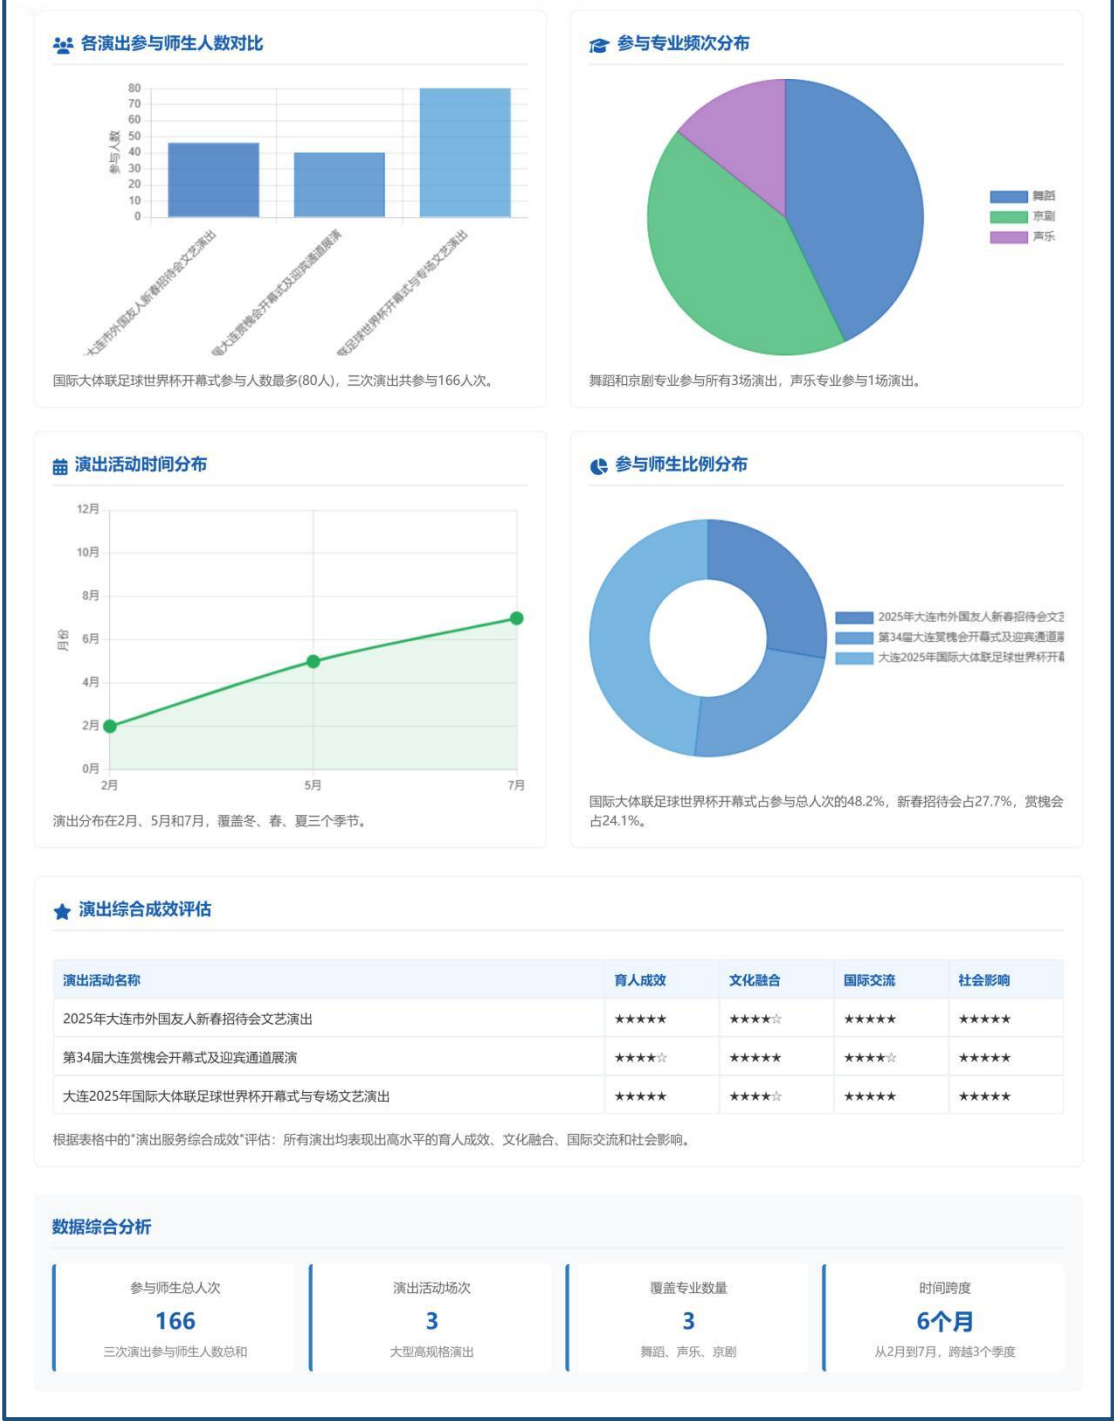 各演出参与师生人数对比
80
70
60
50
40
30
20
10
0
参与人数
大连市外国友人新春招待会文艺演出
届大连赏槐会开幕式及迎宾通道展演
联足球世界杯开幕式与专场文艺演出
国际大体联足球世界杯开幕式参与人数最多(80人)，三次演出共参与166人次。
参与专业频次分布
舞蹈
京剧
声乐
舞蹈和京剧专业参与所有3场演出，声乐专业参与1场演出。
演出活动时间分布
12月
10月
8月
6月
4月
2月
0月
月份
2月
5月
7月
演出分布在2月、5月和7月，覆盖冬、春、夏三个季节。
参与师生比例分布
2025年大连市外国友人新春招待会文艺
第34届大连赏槐会开幕式及迎宾通道展
大连2025年国际大体联足球世界杯开幕
国际大体联足球世界杯开幕式占参与总人次的48.2%，新春招待会占27.7%，赏槐会
占24.1%。
演出综合成效评估
演出活动名称 育人成效 文化融合 国际交流 社会影响
2025年大连市外国友人新春招待会文艺演出 ★★★★★ ★★★★☆ ★★★★★ ★★★★★
第34届大连赏槐会开幕式及迎宾通道展演 ★★★★☆ ★★★★★ ★★★★☆ ★★★★★
大连2025年国际大体联足球世界杯开幕式与专场文艺演出 ★★★★★ ★★★★☆ ★★★★★ ★★★★★
根据表格中的"演出服务综合成效"评估：所有演出均表现出高水平的育人成效、文化融合、国际交流和社会影响。
数据综合分析
参与师生总人次
166
三次演出参与师生人数总和
演出活动场次
3
大型高规格演出
覆盖专业数量
3
舞蹈、声乐、京剧
时间跨度
6个月
从2月到7月，跨越3个季度